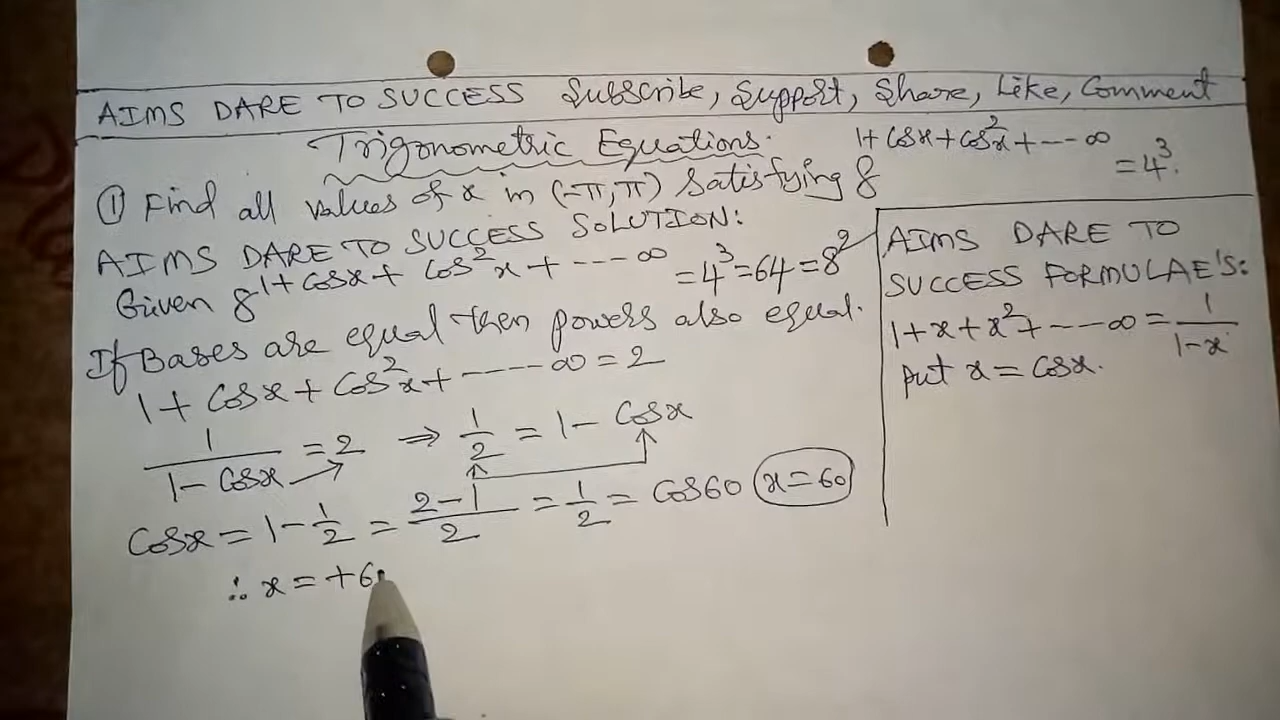 AIMS DARE TO SUCCESS Subscribe, Support, Share, Like, Comment
Trigonometric Equations.
① Find all values of x in (-π, π) satisfying 8^1+cosx+cos²x+-----∞ = 4³.
AIMS DARE TO SUCCESS SOLUTION:
Given 8^1+cosx+cos²x+-----∞ = 4³ = 64 = 8²
If Bases are equal then powers also equal.
1 + cosx + cos²x + ------∞ = 2
1/(1-cosx) = 2 ⇒ 1/2 = 1 - cosx
cosx = 1 - 1/2 = (2-1)/2 = 1/2 = cos60 x=60
∴ x = +6
AIMS DARE TO
SUCCESS FORMULAE'S:
1+x+x²+-----∞ = 1/(1-x)
put x = cosx.